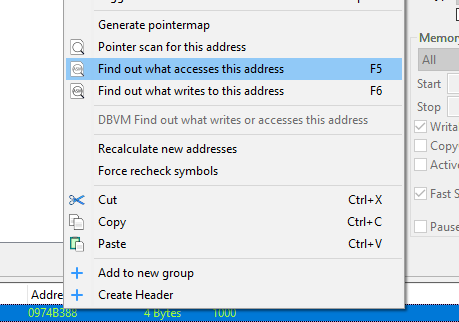 Generate pointermap
Pointer scan for this address
Find out what accesses this address F5
Find out what writes to this address F6
DBVM Find out what writes or accesses this address
Recalculate new addresses
Force recheck symbols
Cut Ctrl+X
Copy Ctrl+C
Paste Ctrl+V
Add to new group
Create Header
Memory
All
Start
Stop
Writa
Copy
Active
Fast S
Pause
Addre
0974B388 4 Bytes 1000